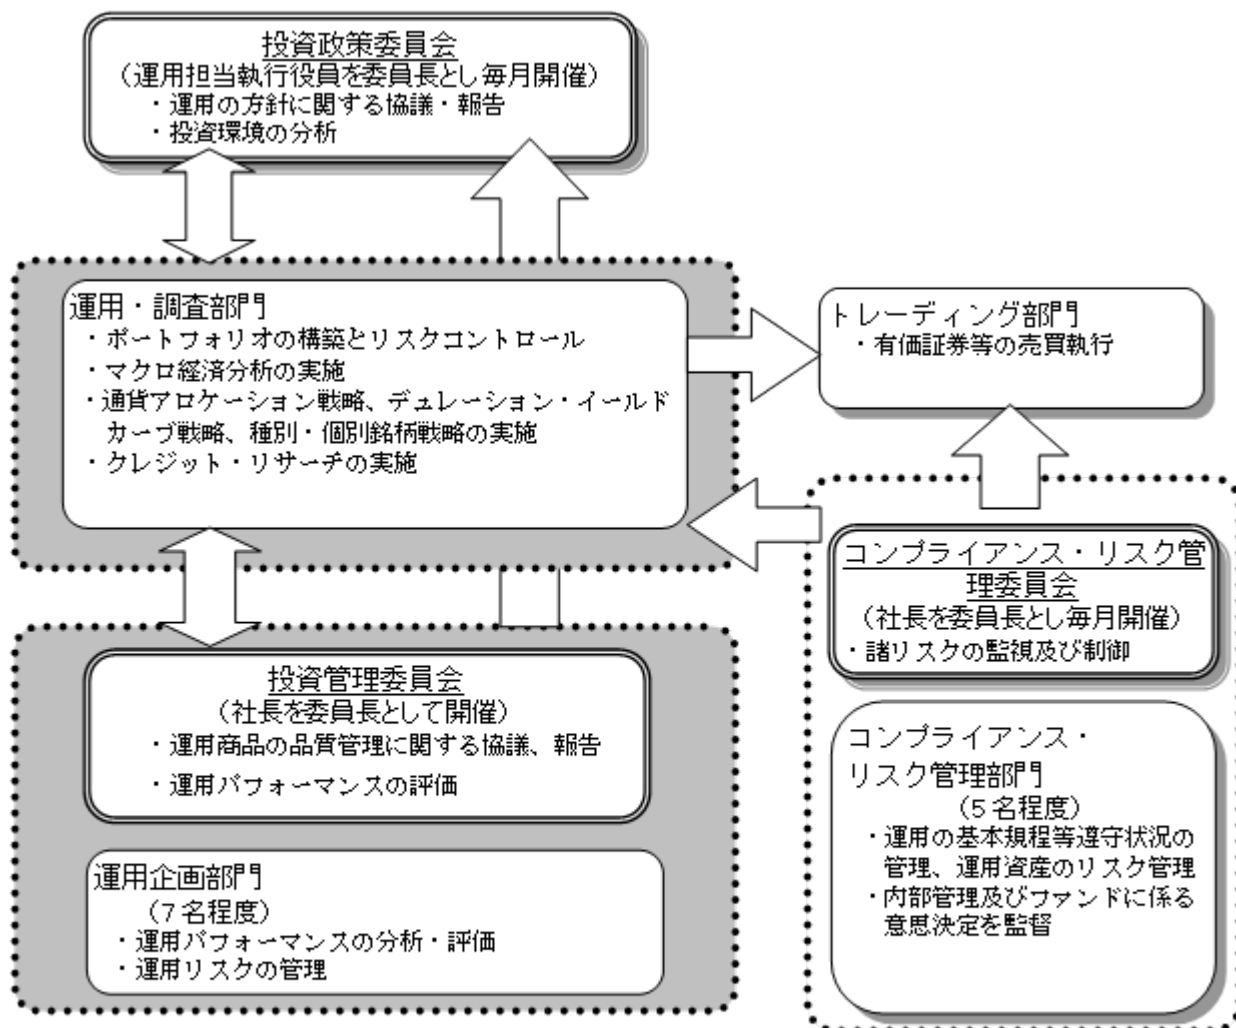 投資政策委員会
（運用担当執行役員を委員長とし毎月開催）
・運用の方針に関する協議・報告
・投資環境の分析
運用・調査部門
・ポートフォリオの構築とリスクコントロール
・マクロ経済分析の実施
・通貨アロケーション戦略、デュレーション・イールド
カーブ戦略、種別・個別銘柄戦略の実施
・クレジット・リサーチの実施
トレーディング部門
・有価証券等の売買執行
投資管理委員会
（社長を委員長として開催）
・運用商品の品質管理に関する協議、報告
・運用パフォーマンスの評価
運用企画部門
（７名程度）
・運用パフォーマンスの分析・評価
・運用リスクの管理
コンプライアンス・リスク管
理委員会
（社長を委員長とし毎月開催）
・諸リスクの監視及び制御
コンプライアンス・
リスク管理部門
（５名程度）
・運用の基本規程等遵守状況の
管理、運用資産のリスク管理
・内部管理及びファンドに係る
意思決定を監督